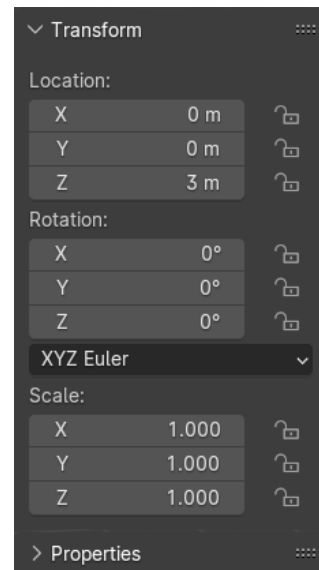 Transform
Location:
X 0 m
Y 0 m
Z 3 m
Rotation:
X 0°
Y 0°
Z 0°
XYZ Euler
Scale:
X 1.000
Y 1.000
Z 1.000
Properties